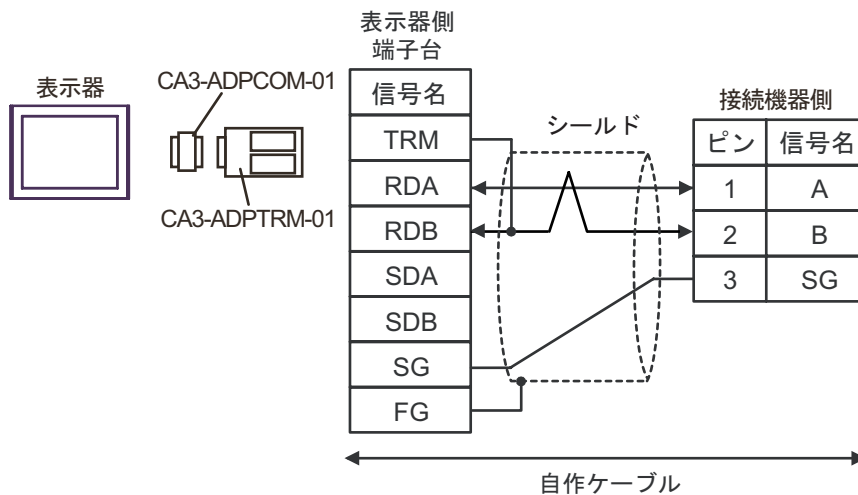 表示器
CA3-ADPCOM-01
CA3-ADPTRM-01
表示器側
端子台
信号名
TRM
RDA
RDB
SDA
SDB
SG
FG
シールド
接続機器側
ピン 信号名
1 A
2 B
3 SG
自作ケーブル